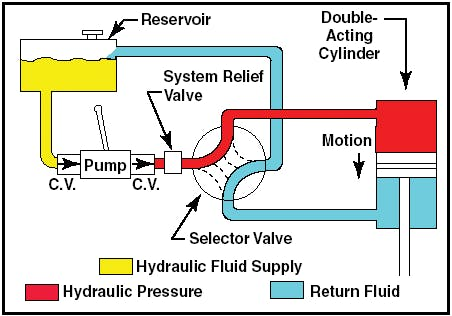 Reservoir
Double-
Acting
Cylinder
System Relief
Valve
Motion
Pump
C.V.
C.V.
Selector Valve
Hydraulic Fluid Supply
Hydraulic Pressure
Return Fluid